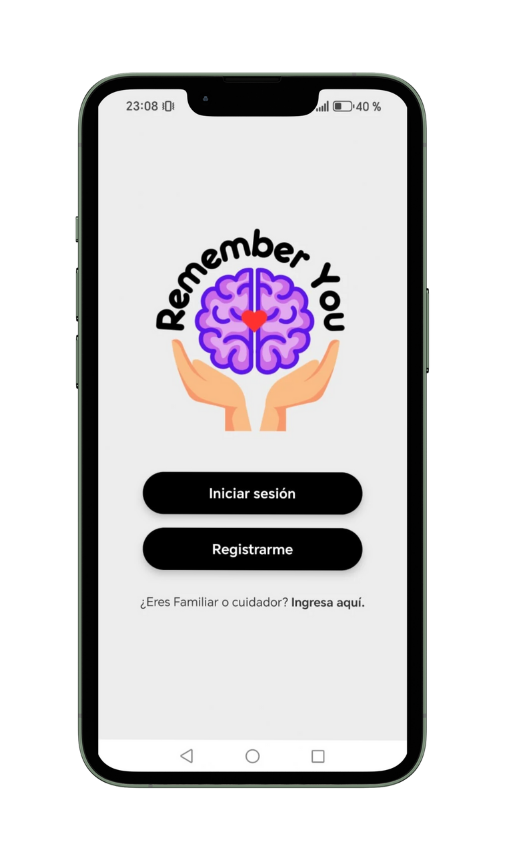 23:08
40 %
Remember You
Iniciar sesión
Registrarme
¿Eres Familiar o cuidador? Ingresa aquí.